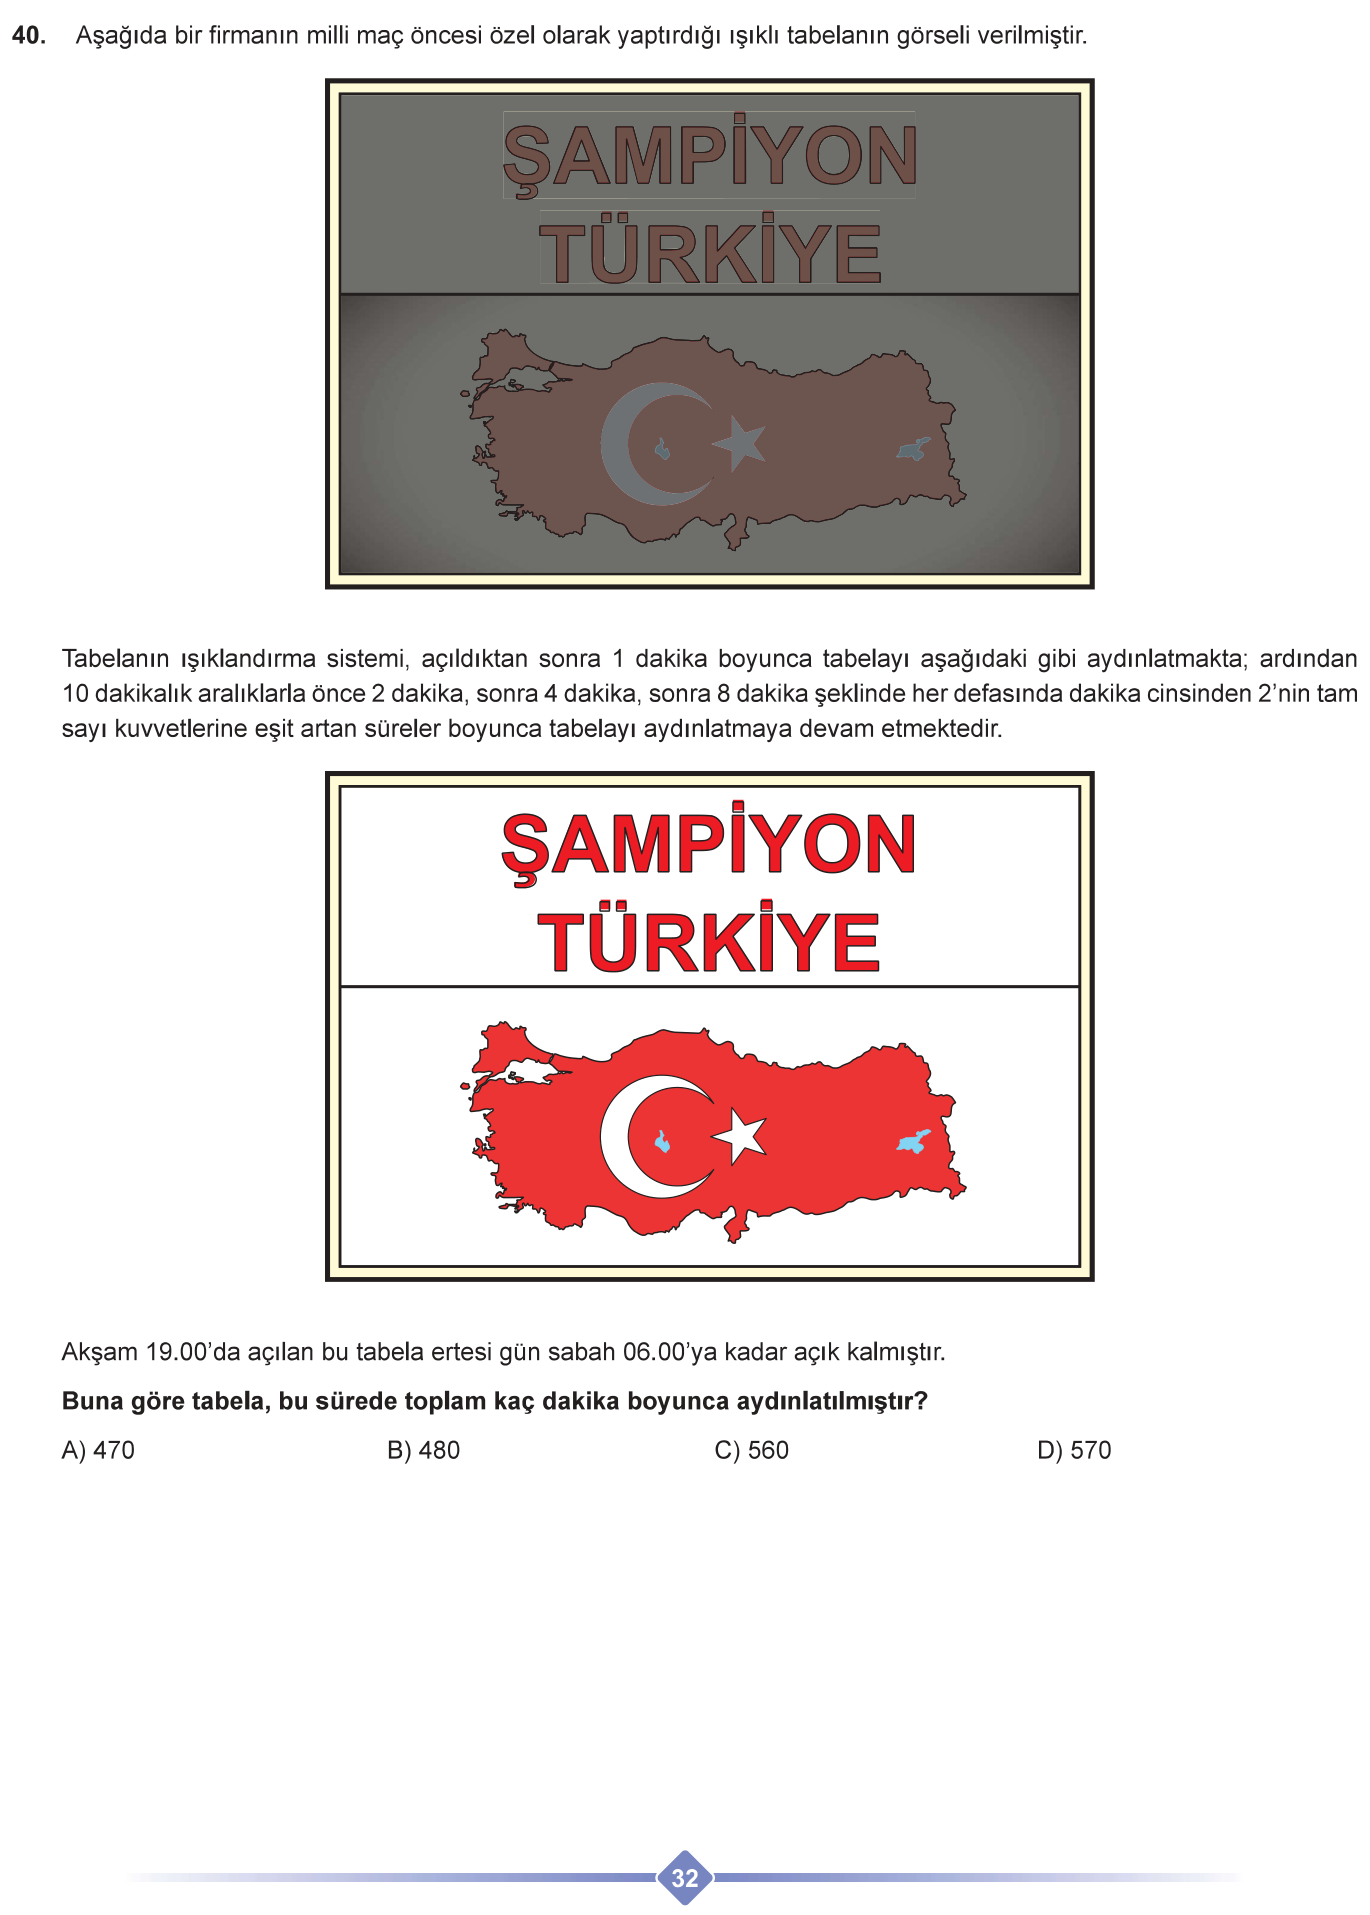 40. Aşağıda bir firmanın milli maç öncesi özel olarak yaptırdığı ışıklı tabelanın görseli verilmiştir.
ŞAMPİYON
TÜRKİYE
Tabelanın ışıklandırma sistemi, açıldıktan sonra 1 dakika boyunca tabelayı aşağıdaki gibi aydınlatmakta; ardından
10 dakikalık aralıklarla önce 2 dakika, sonra 4 dakika, sonra 8 dakika şeklinde her defasında dakika cinsinden 2’nin tam
sayı kuvvetlerine eşit artan süreler boyunca tabelayı aydınlatmaya devam etmektedir.
ŞAMPİYON
TÜRKİYE
Akşam 19.00’da açılan bu tabela ertesi gün sabah 06.00’ya kadar açık kalmıştır.
Buna göre tabela, bu sürede toplam kaç dakika boyunca aydınlatılmıştır?
A) 470 B) 480 C) 560 D) 570
32